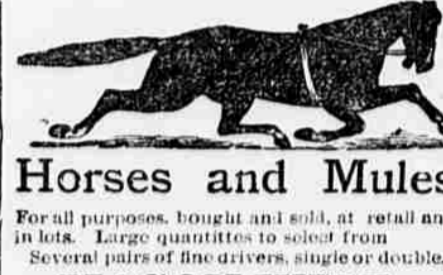 Horses and Mules
For all purposes, bought and sold, at retail an
in lots. Large quantittes to select from
Several pairs of fine drivers, single or double